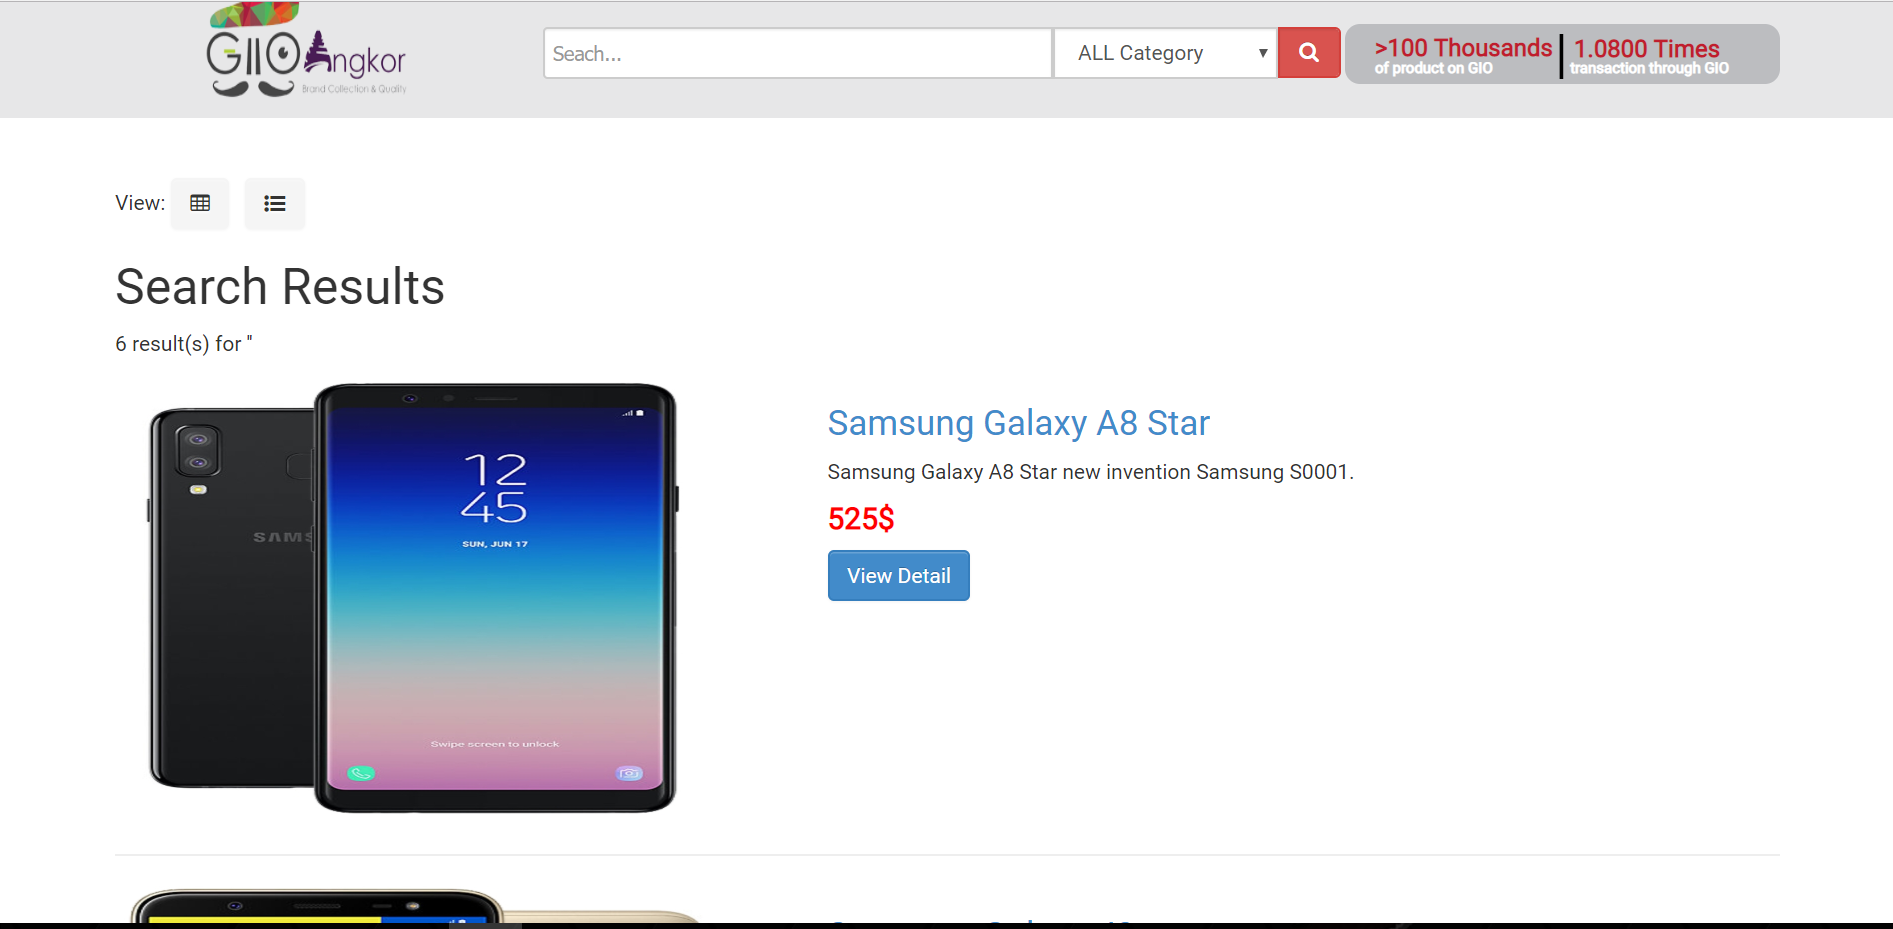 GIIO Angkor
Brand Collection & Quality
Seach...
ALL Category
>100 Thousands
of product on GIO
1.0800 Times
transaction through GIO
View:
Search Results
6 result(s) for "
SAMS
12
45
SUN, JUN 17
Swipe screen to unlock
Samsung Galaxy A8 Star
Samsung Galaxy A8 Star new invention Samsung S0001.
525$
View Detail